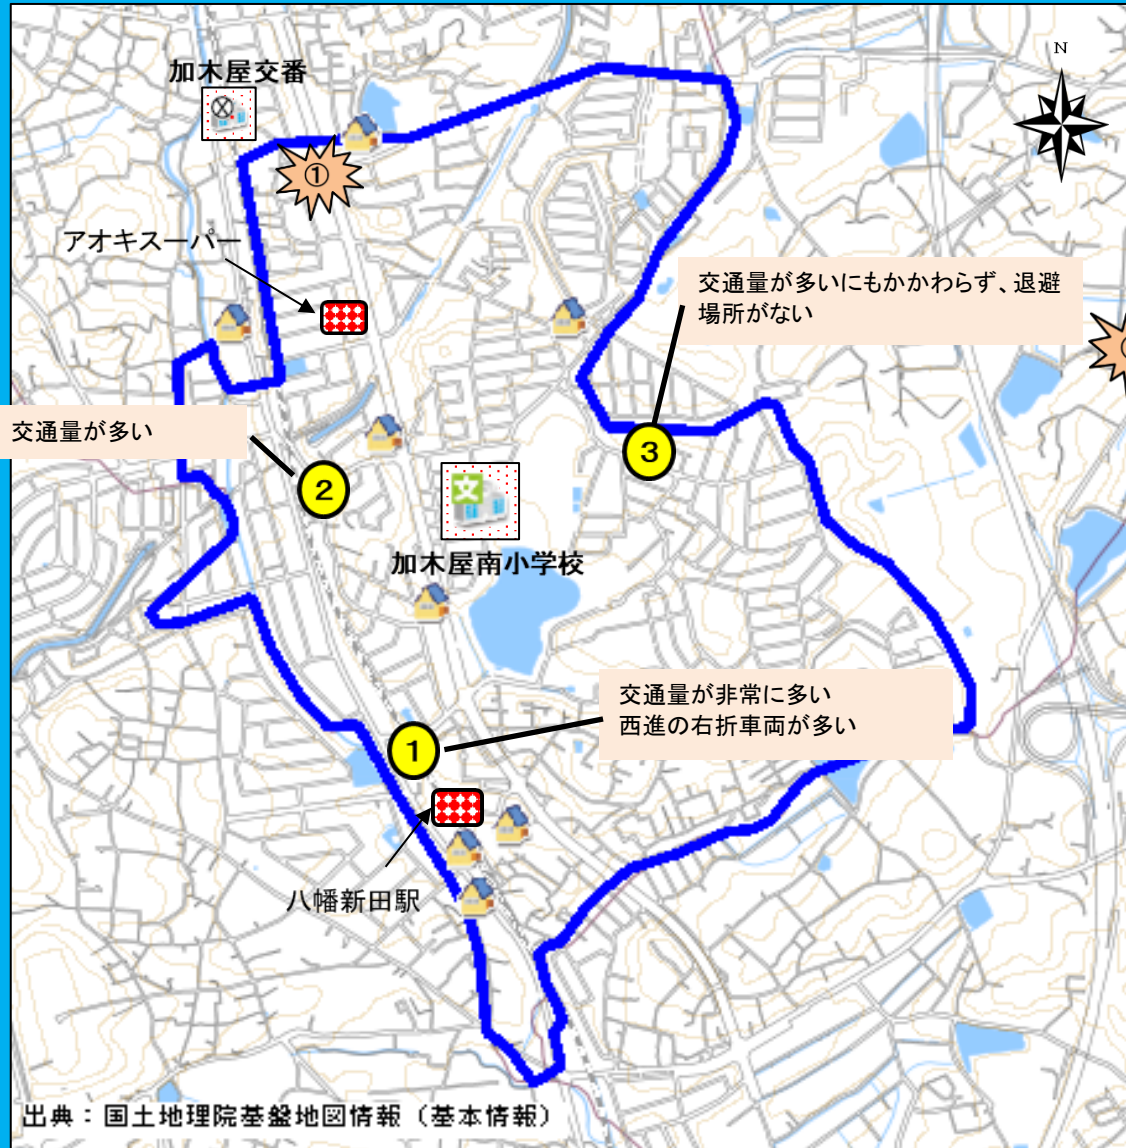 N
加木屋交番
①
アオキスーパー
交通量が多いにもかかわらず、退避
場所がない
交通量が多い
3
2
文
加木屋南小学校
交通量が非常に多い
西進の右折車両が多い
1
八幡新田駅
出典：国土地理院基盤地図情報（基本情報）